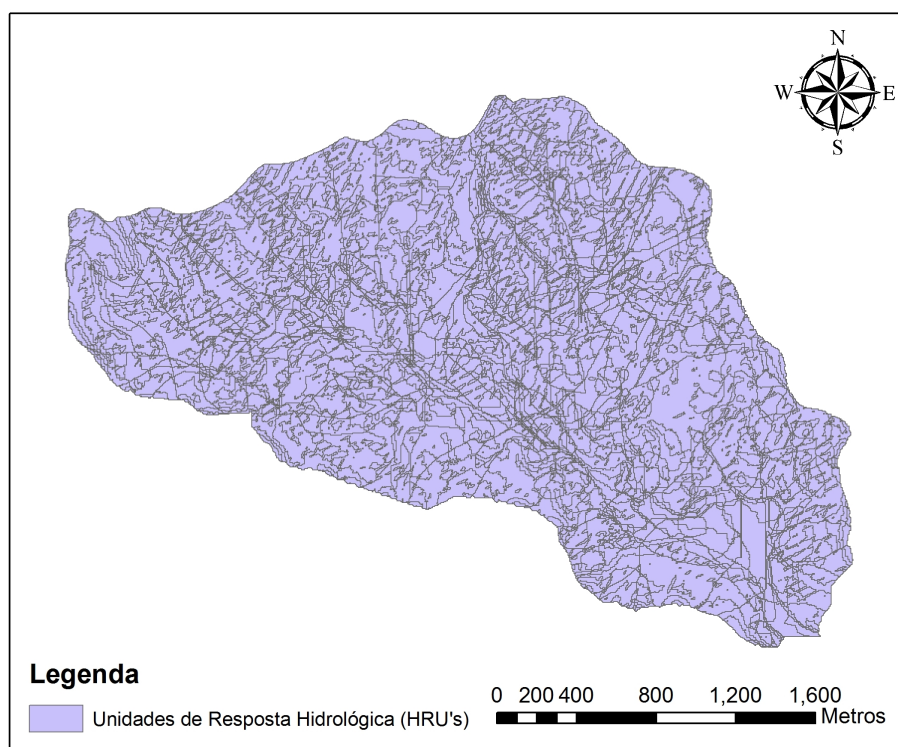 N
W E
S
Legenda
Unidades de Resposta Hidrológica (HRU's)
0 200 400 800 1,200 1,600
Metros